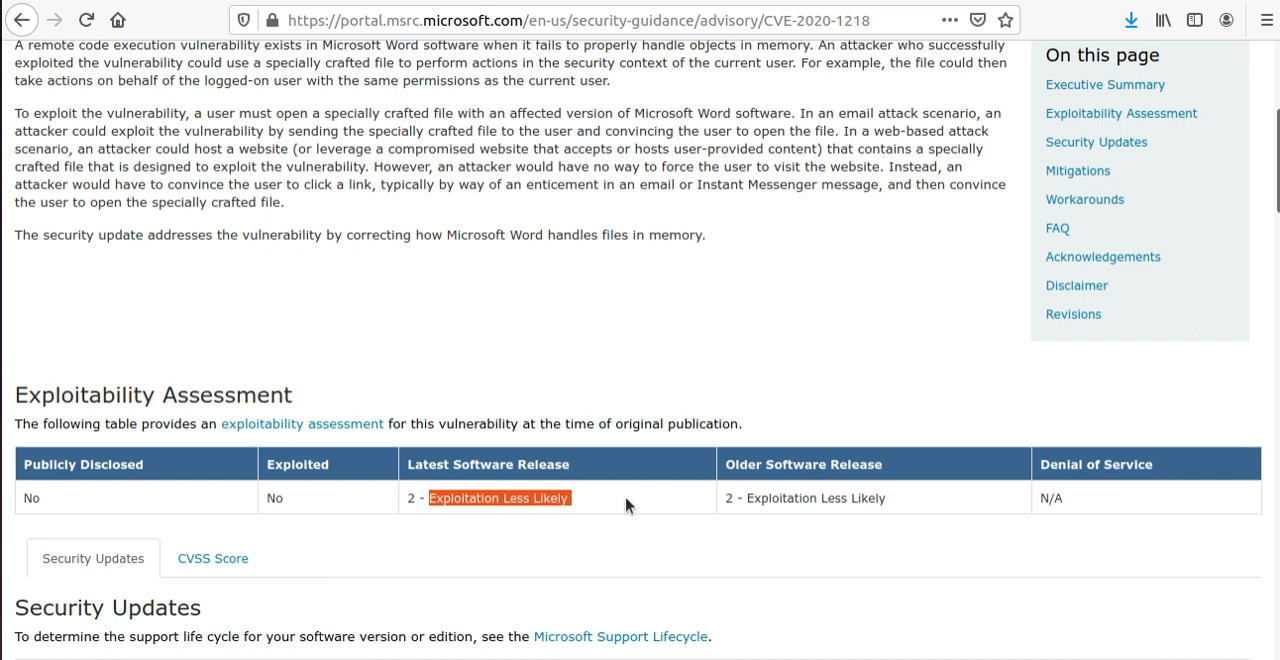 https://portal.msrc.microsoft.com/en-us/security-guidance/advisory/CVE-2020-1218
A remote code execution vulnerability exists in Microsoft Word software when it fails to properly handle objects in memory. An attacker who successfully
exploited the vulnerability could use a specially crafted file to perform actions in the security context of the current user. For example, the file could then
take actions on behalf of the logged-on user with the same permissions as the current user.
To exploit the vulnerability, a user must open a specially crafted file with an affected version of Microsoft Word software. In an email attack scenario, an
attacker could exploit the vulnerability by sending the specially crafted file to the user and convincing the user to open the file. In a web-based attack
scenario, an attacker could host a website (or leverage a compromised website that accepts or hosts user-provided content) that contains a specially
crafted file that is designed to exploit the vulnerability. However, an attacker would have no way to force the user to visit the website. Instead, an
attacker would have to convince the user to click a link, typically by way of an enticement in an email or Instant Messenger message, and then convince
the user to open the specially crafted file.
The security update addresses the vulnerability by correcting how Microsoft Word handles files in memory.
On this page
Executive Summary
Exploitability Assessment
Security Updates
Mitigations
Workarounds
FAQ
Acknowledgements
Disclaimer
Revisions
Exploitability Assessment
The following table provides an exploitability assessment for this vulnerability at the time of original publication.
Publicly Disclosed Exploited Latest Software Release Older Software Release Denial of Service
No No 2 - Exploitation Less Likely 2 - Exploitation Less Likely N/A
Security Updates CVSS Score
Security Updates
To determine the support life cycle for your software version or edition, see the Microsoft Support Lifecycle.